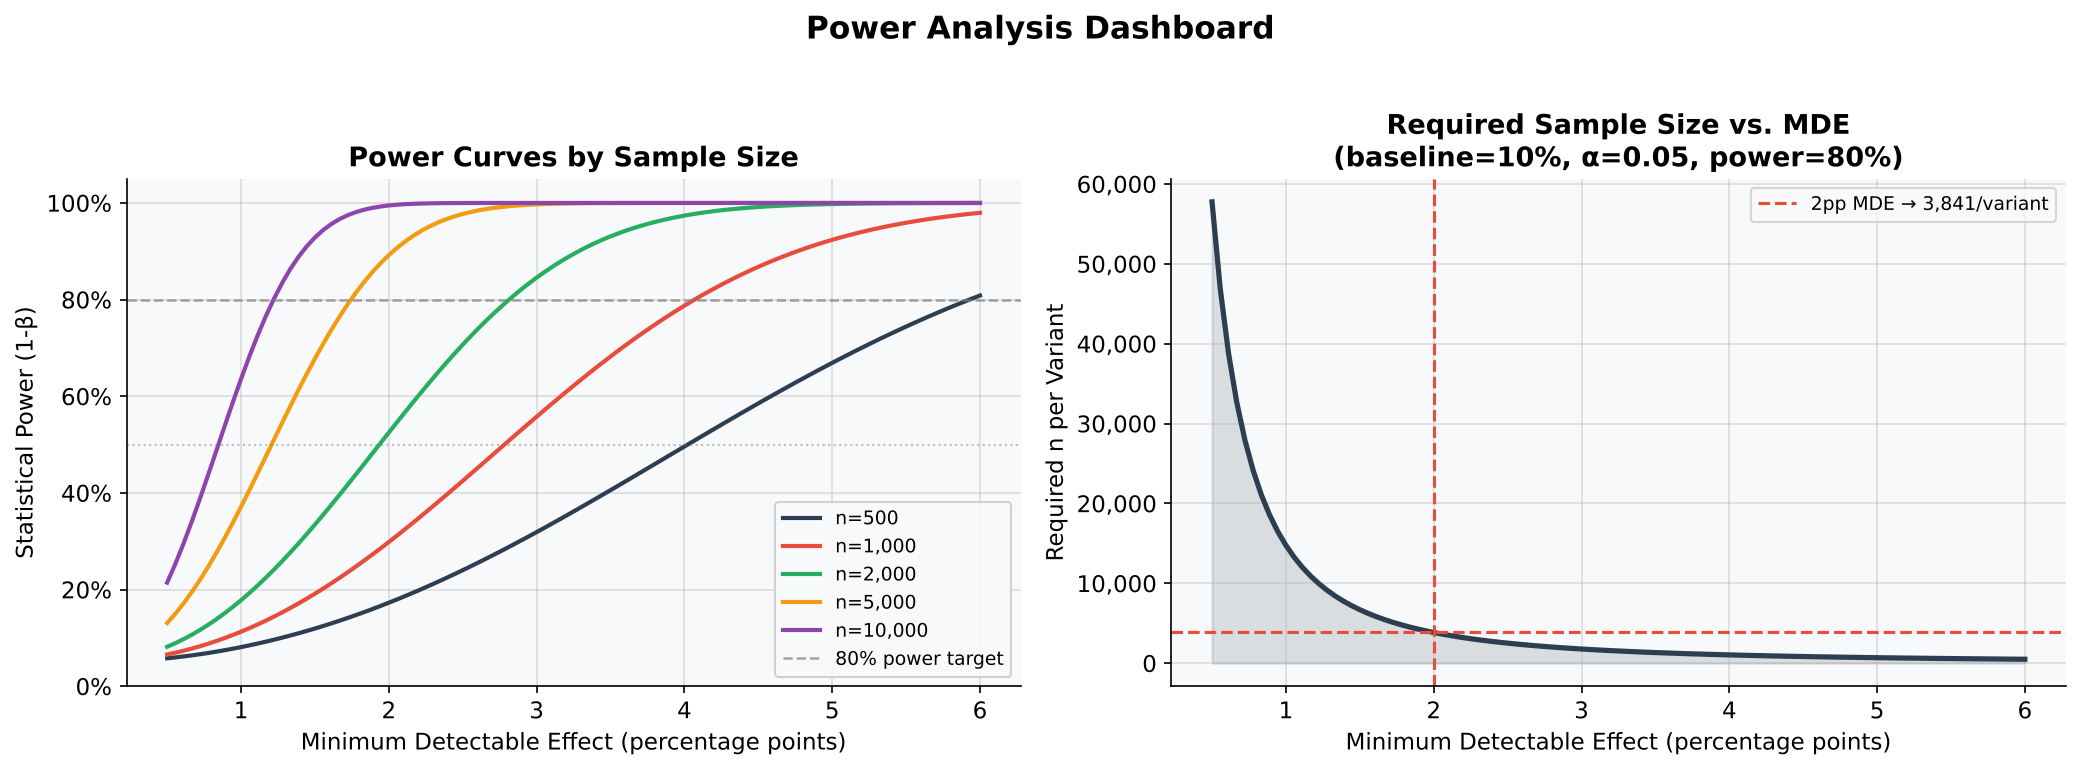 Power Analysis Dashboard
Power Curves by Sample Size
Statistical Power (1-β)
100%
80%
60%
40%
20%
0%
1 2 3 4 5 6
Minimum Detectable Effect (percentage points)
n=500
n=1,000
n=2,000
n=5,000
n=10,000
80% power target
Required Sample Size vs. MDE
(baseline=10%, α=0.05, power=80%)
Required n per Variant
60,000
50,000
40,000
30,000
20,000
10,000
0
1 2 3 4 5 6
Minimum Detectable Effect (percentage points)
2pp MDE → 3,841/variant